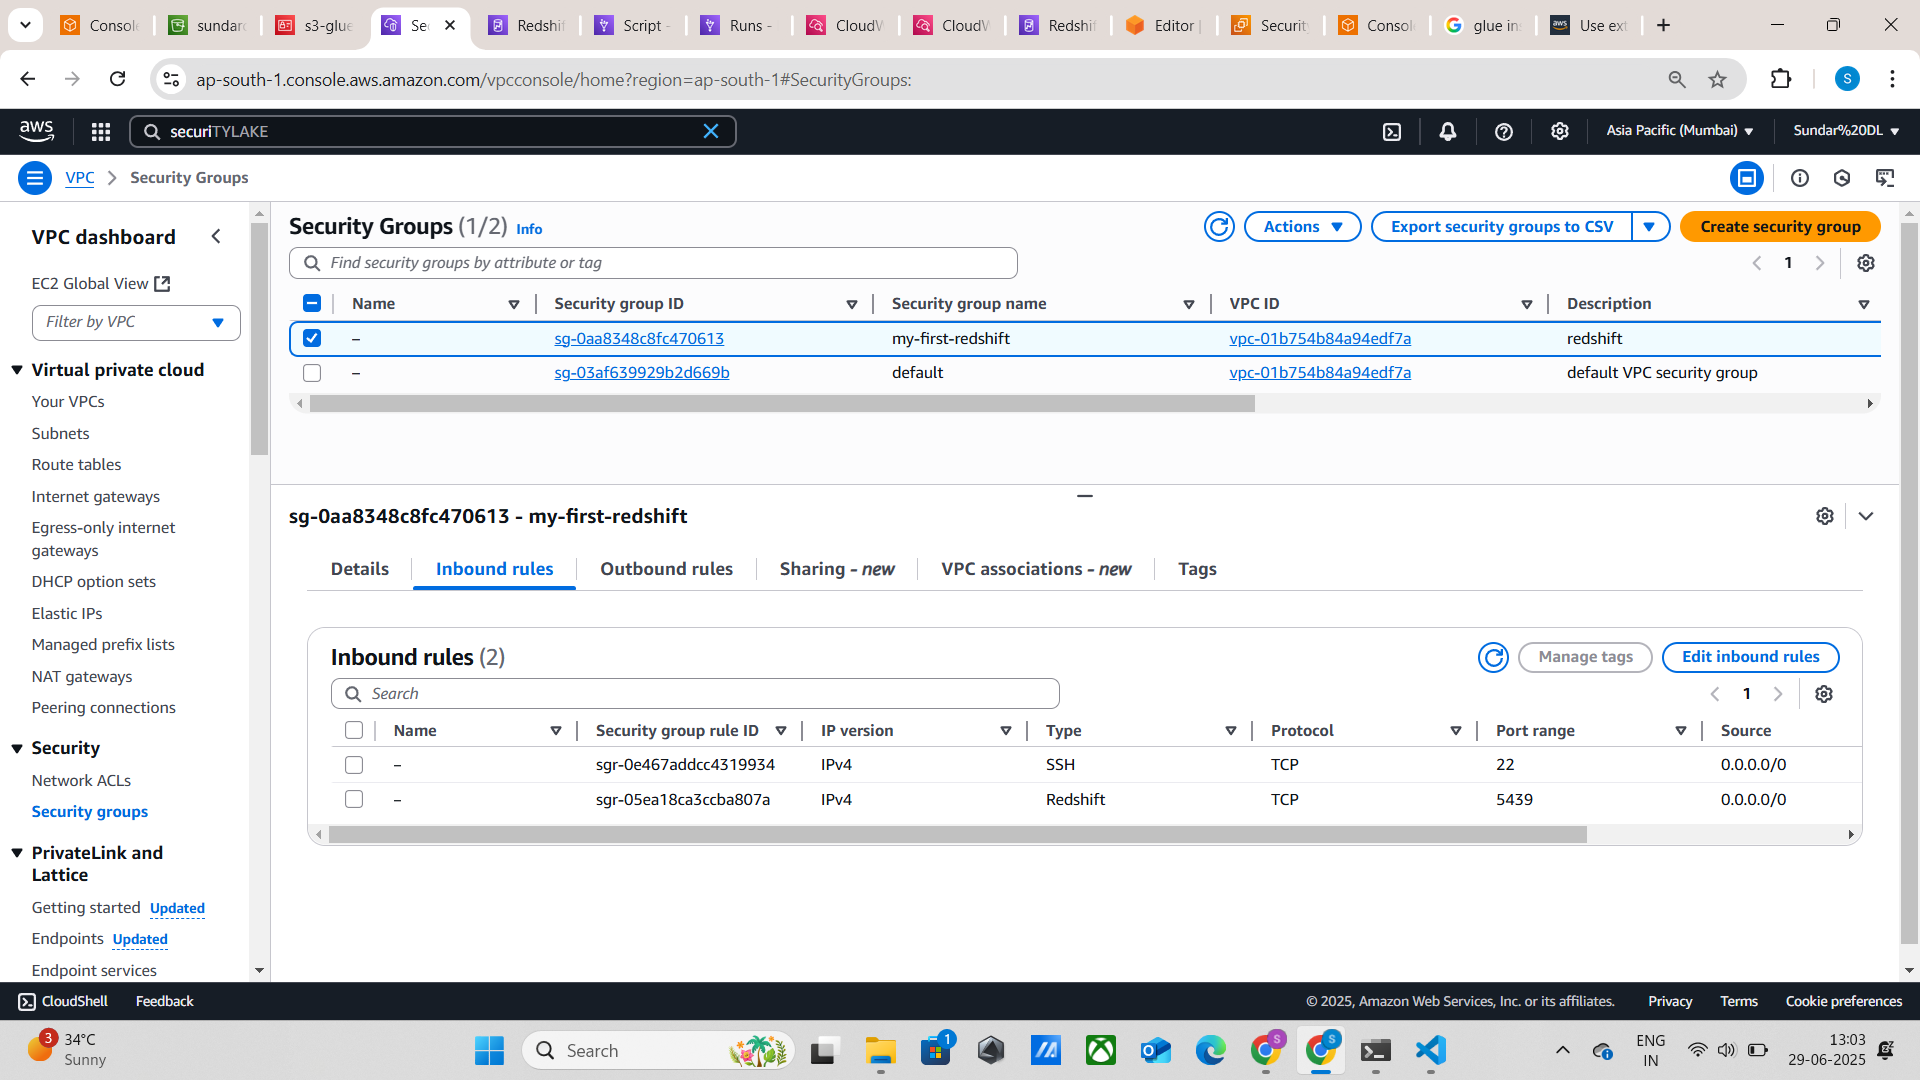 Console
sundar
s3-glue
Sec
Redshif
Script -
Runs -
CloudW
CloudW
Redshif
Editor |
Security
Consol
glue in
Use ext
ap-south-1.console.aws.amazon.com/vpcconsole/home?region=ap-south-1#SecurityGroups:
S
aws
securiTYLAKE
Asia Pacific (Mumbai)
Sundar%20DL
VPC
Security Groups
VPC dashboard
EC2 Global View
Filter by VPC
Virtual private cloud
Your VPCs
Subnets
Route tables
Internet gateways
Egress-only internet
gateways
DHCP option sets
Elastic IPs
Managed prefix lists
NAT gateways
Peering connections
Security
Network ACLs
Security groups
PrivateLink and
Lattice
Getting started Updated
Endpoints Updated
Endpoint services
Security Groups (1/2) Info
Actions
Export security groups to CSV
Create security group
Find security groups by attribute or tag
1
Name Security group ID Security group name VPC ID Description
– sg-0aa8348c8fc470613 my-first-redshift vpc-01b754b84a94edf7a redshift
– sg-03af639929b2d669b default vpc-01b754b84a94edf7a default VPC security group
sg-0aa8348c8fc470613 - my-first-redshift
Details Inbound rules Outbound rules Sharing - new VPC associations - new Tags
Inbound rules (2)
Manage tags
Edit inbound rules
Search
1
Name Security group rule ID IP version Type Protocol Port range Source
– sgr-0e467addcc4319934 IPv4 SSH TCP 22 0.0.0.0/0
– sgr-05ea18ca3ccba807a IPv4 Redshift TCP 5439 0.0.0.0/0
CloudShell Feedback
© 2025, Amazon Web Services, Inc. or its affiliates. Privacy Terms Cookie preferences
3
34°C
Sunny
Search
1
S
S
ENG
IN
13:03
29-06-2025